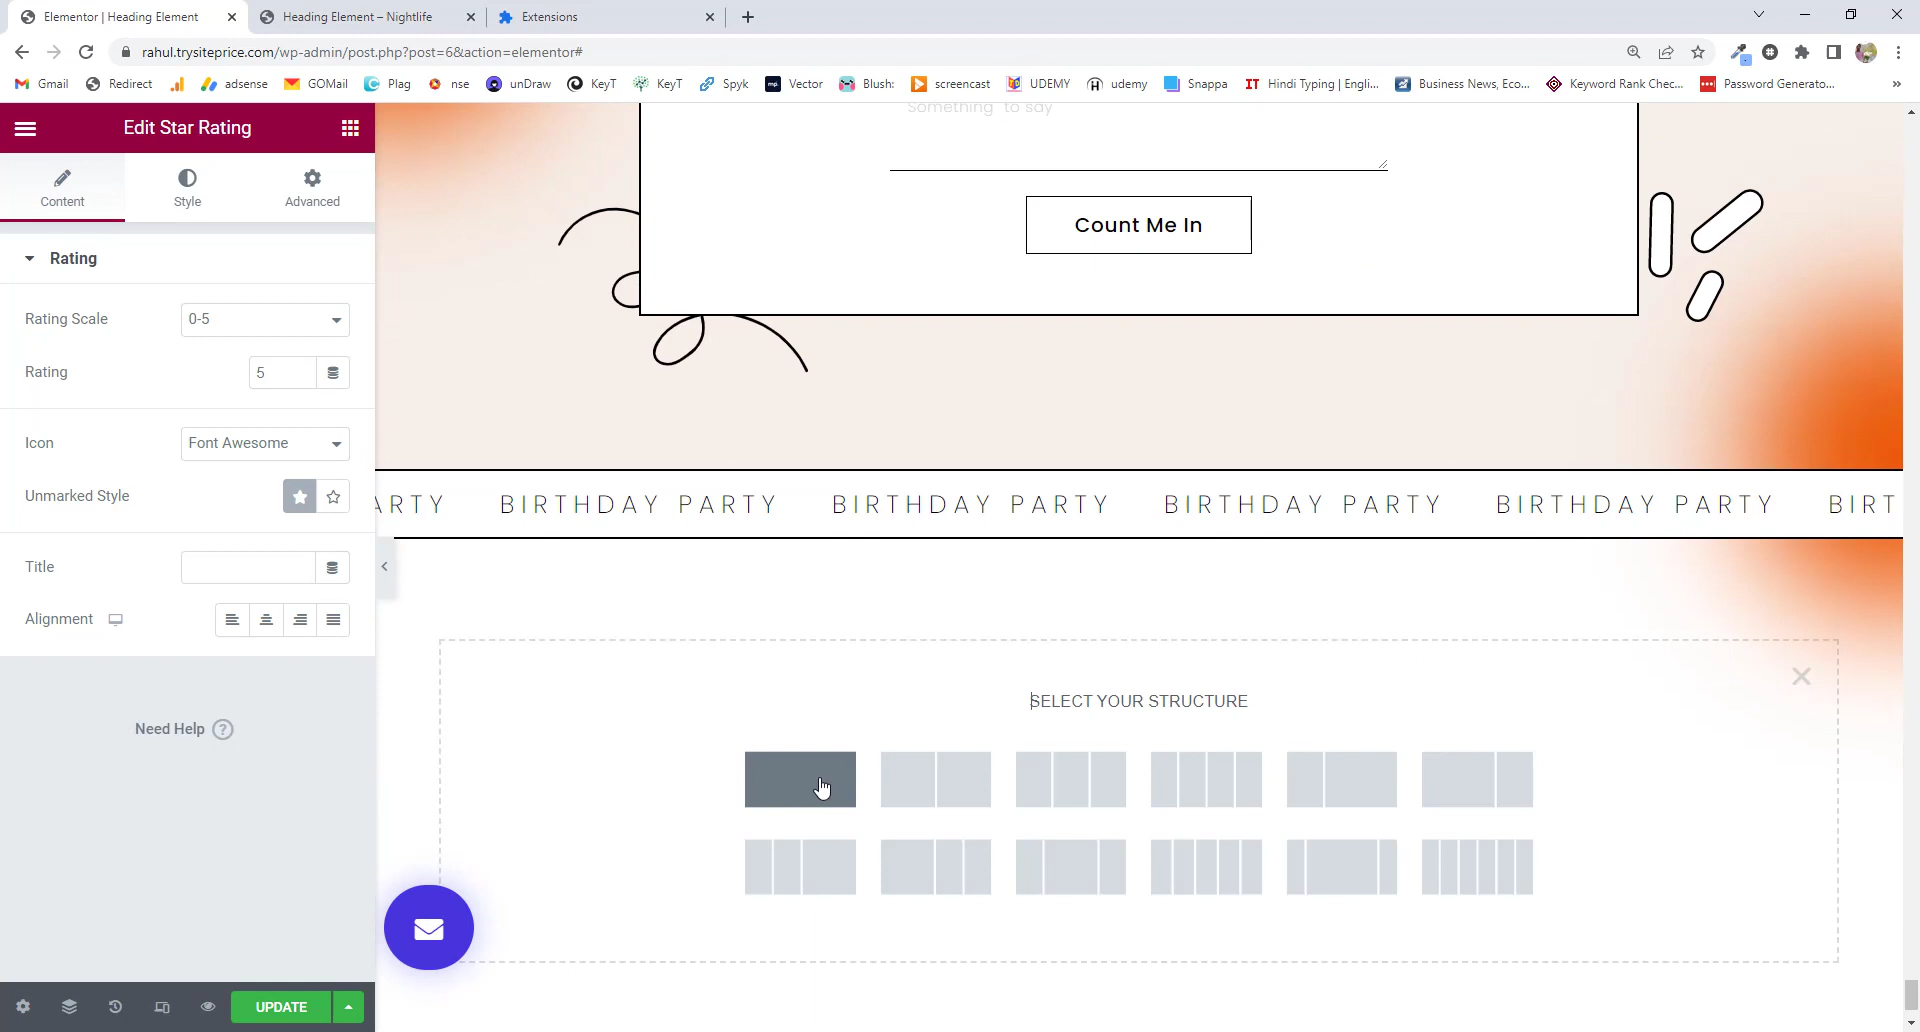 Elementor | Heading Element
Heading Element – Nightlife
Extensions
rahul.trysiteprice.com/wp-admin/post.php?post=6&action=elementor#
Gmail
Redirect
adsense
GOMail
Plag
nse
unDraw
KeyT
KeyT
Spyk
Vector
Blush:
screencast
UDEMY
udemy
Snappa
Hindi Typing | Engli...
Business News, Eco...
Keyword Rank Chec...
Password Generato...
Edit Star Rating
Content
Style
Advanced
Rating
Rating Scale
0-5
Rating
5
Icon
Font Awesome
Unmarked Style
Title
Alignment
Need Help
UPDATE
Something to say
Count Me In
ARTY BIRTHDAY PARTY BIRTHDAY PARTY BIRTHDAY PARTY BIRTHDAY PARTY BIRT
SELECT YOUR STRUCTURE